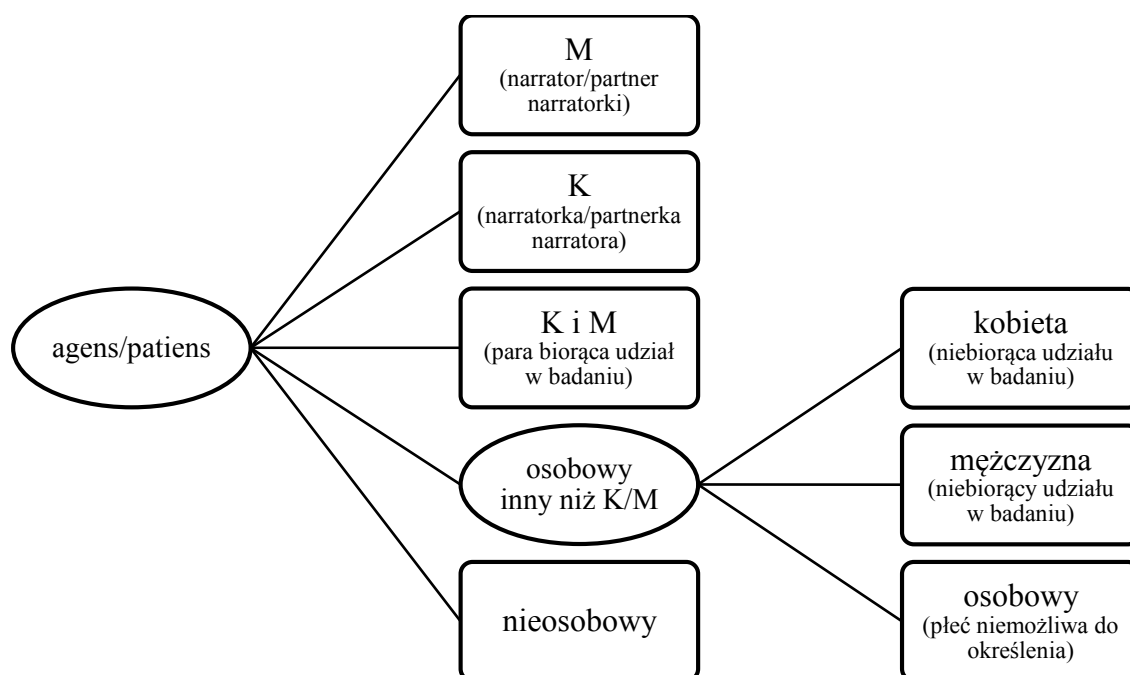 M
(narrator/partner
narratorki)
K
(narratorka/partnerka
narratora)
agens/patiens
K i M
(para biorąca udział
w badaniu)
osobowy
inny niż K/M
nieosobowy
kobieta
(niebiorąca udziału
w badaniu)
mężczyzna
(niebiorący udziału
w badaniu)
osobowy
(płeć niemożliwa do
określenia)